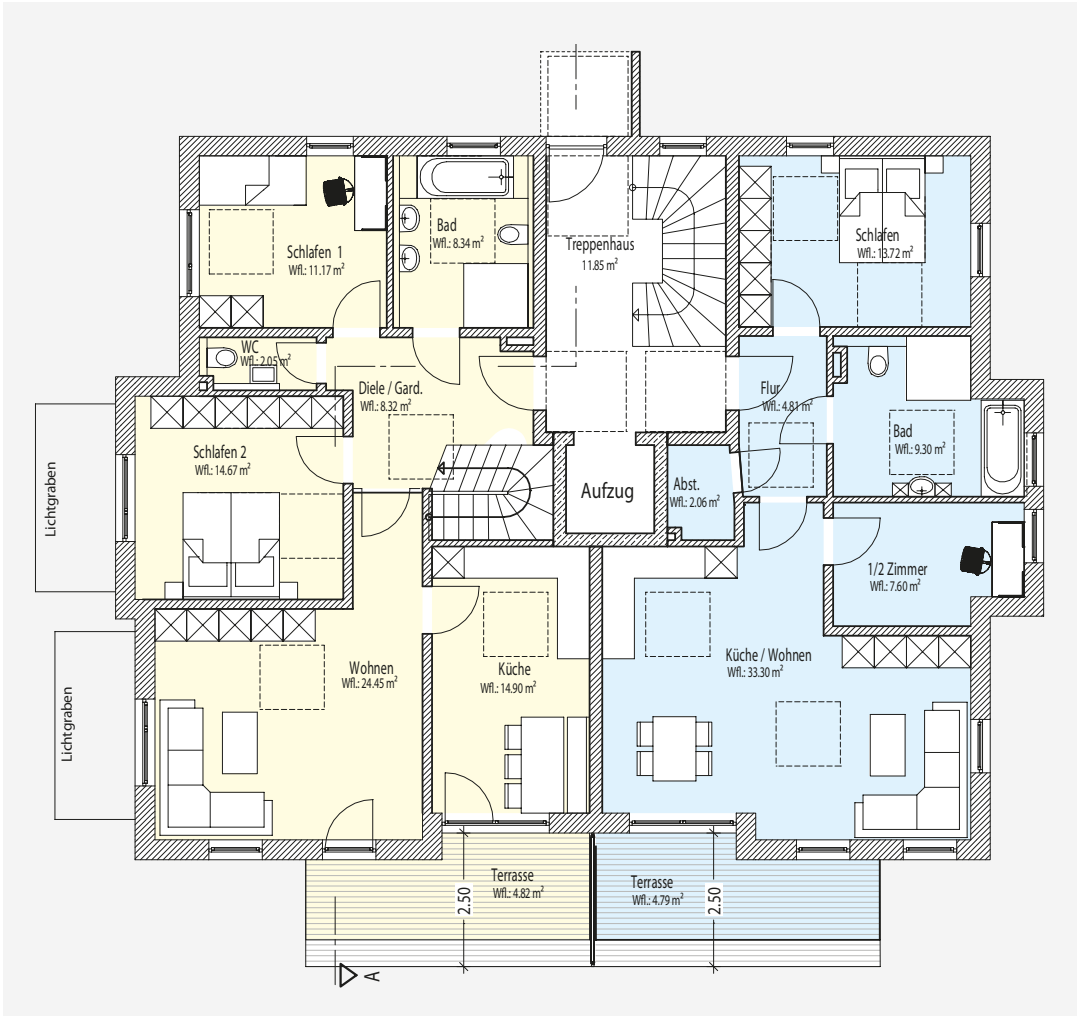 Schlafen 1
Wfl.: 11.17 m²
Bad
Wfl.: 8.34 m²
Treppenhaus
11.85 m²
Schlafen
Wfl.: 13.72 m²
WC
Wfl.: 2.05 m²
Diele / Gard.
Wfl.: 8.32 m²
Flur
Wfl.: 4.81 m²
Schlafen 2
Wfl.: 14.67 m²
Bad
Wfl.: 9.30 m²
Lichtgraben
Aufzug
Abst.
Wfl.: 2.06 m²
1/2 Zimmer
Wfl.: 7.60 m²
Wohnen
Wfl.: 24.45 m²
Küche
Wfl.: 14.90 m²
Küche / Wohnen
Wfl.: 33.30 m²
Lichtgraben
Terrasse
Wfl.: 4.82 m²
2.50
Terrasse
Wfl.: 4.79 m²
2.50
A